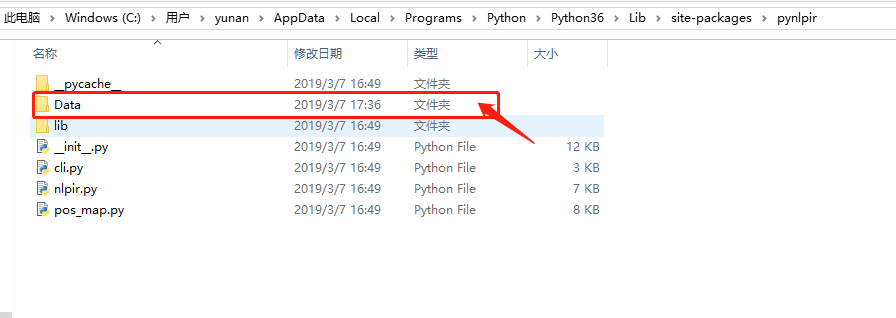 此电脑 > Windows (C:) > 用户 > yunan > AppData > Local > Programs > Python > Python36 > Lib > site-packages > pynlpir
名称 修改日期 类型 大小
__pycache__ 2019/3/7 16:49 文件夹
Data 2019/3/7 17:36 文件夹
lib 2019/3/7 16:49 文件夹
__init__.py 2019/3/7 16:49 Python File 12 KB
cli.py 2019/3/7 16:49 Python File 3 KB
nlpir.py 2019/3/7 16:49 Python File 7 KB
pos_map.py 2019/3/7 16:49 Python File 8 KB